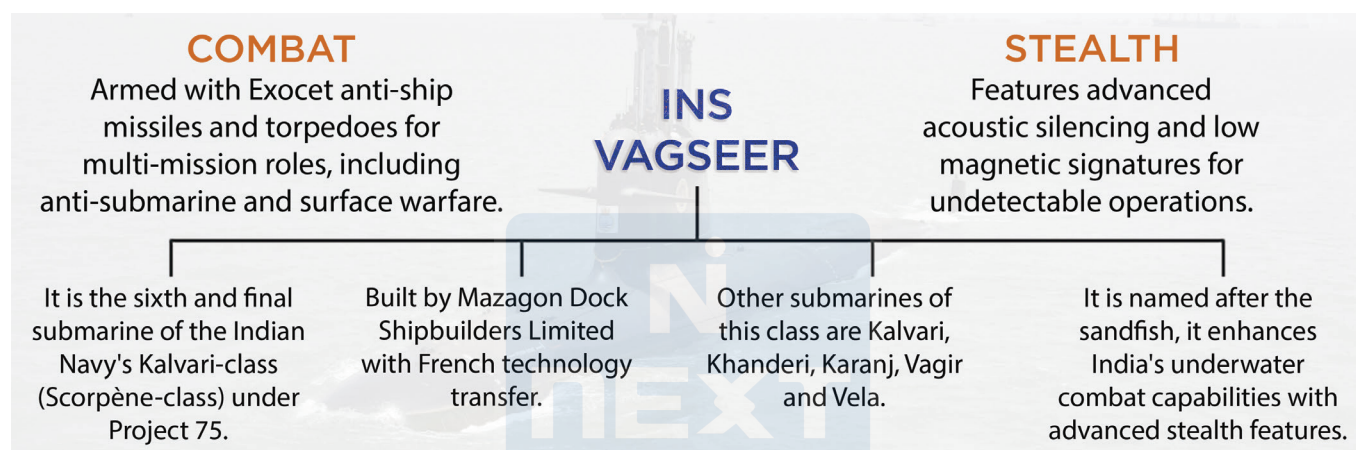 COMBAT
Armed with Exocet anti-ship
missiles and torpedoes for
multi-mission roles, including
anti-submarine and surface warfare.
INS
VAGSEER
STEALTH
Features advanced
acoustic silencing and low
magnetic signatures for
undetectable operations.
It is the sixth and final
submarine of the Indian
Navy's Kalvari-class
(Scorpène-class) under
Project 75.
Built by Mazagon Dock
Shipbuilders Limited
with French technology
transfer.
Other submarines of
this class are Kalvari,
Khanderi, Karanj, Vagir
and Vela.
It is named after the
sandfish, it enhances
India's underwater
combat capabilities with
advanced stealth features.
N
NEXT